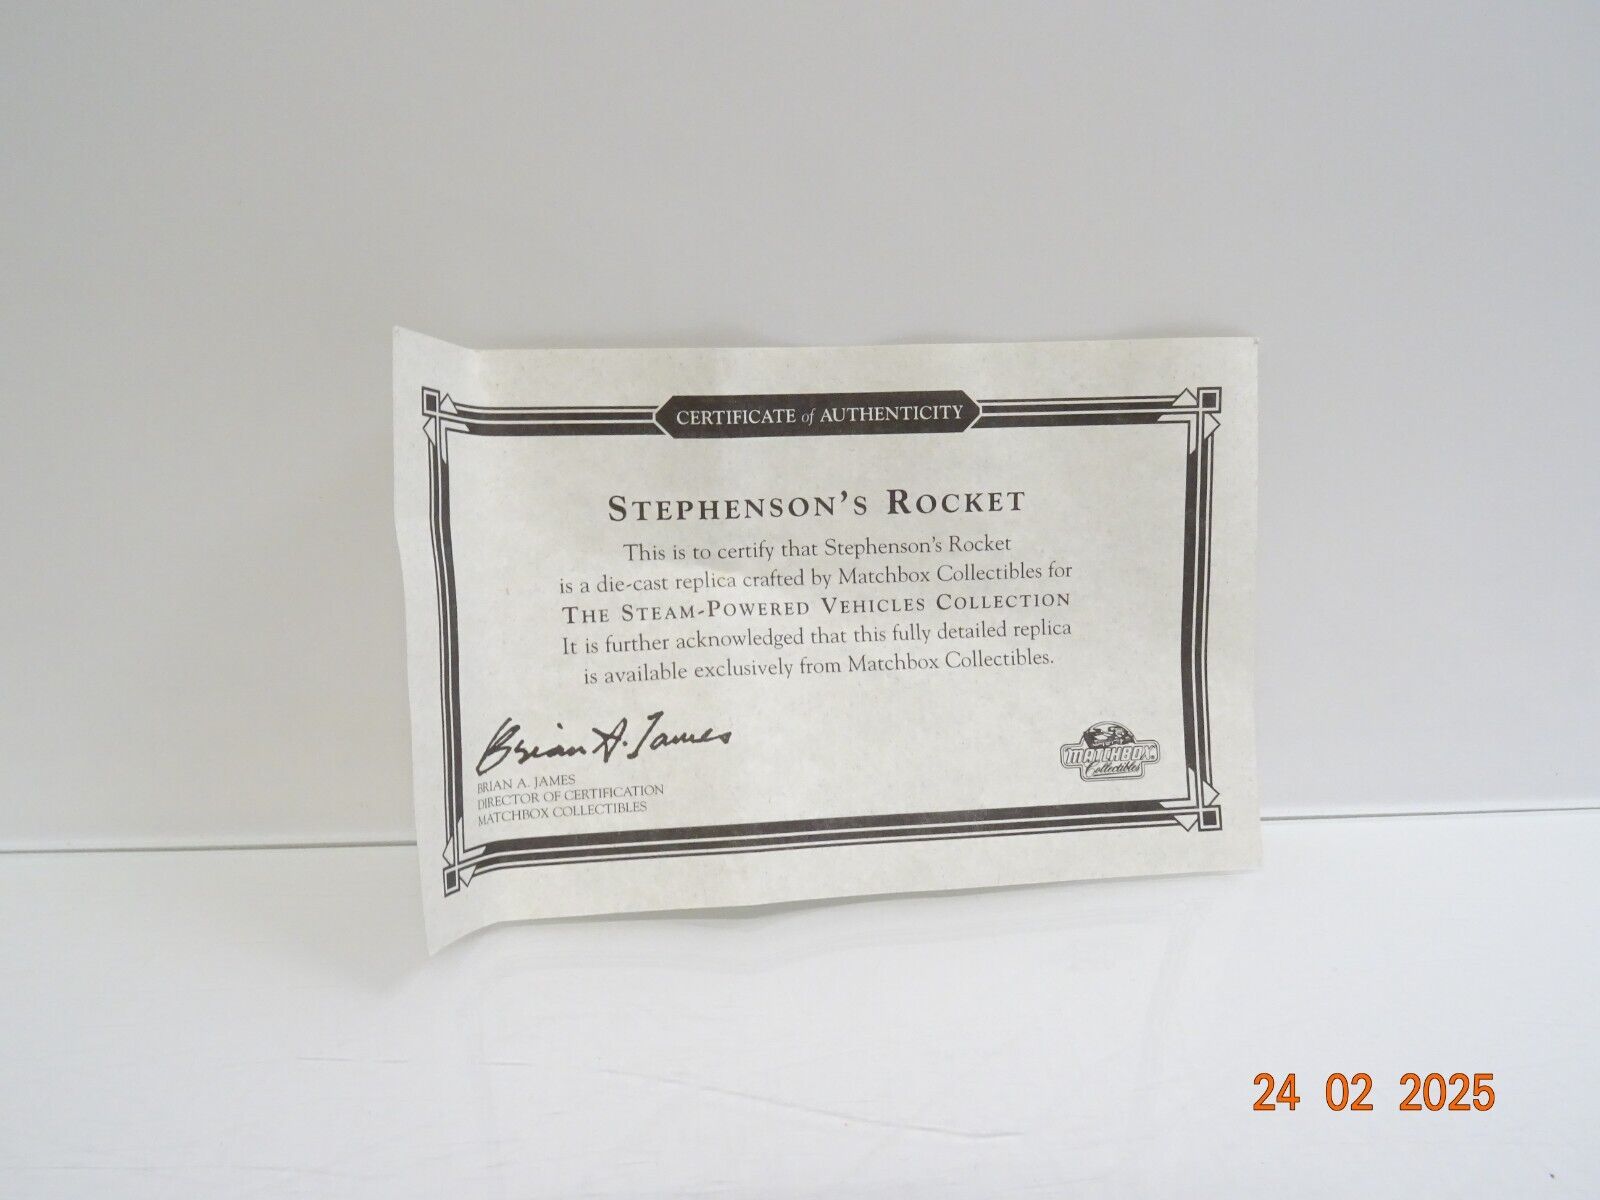 CERTIFICATE of AUTHENTICITY
STEPHENSON'S ROCKET
This is to certify that Stephenson's Rocket
is a die-cast replica crafted by Matchbox Collectibles for
THE STEAM-POWERED VEHICLES COLLECTION
It is further acknowledged that this fully detailed replica
is available exclusively from Matchbox Collectibles.
Brian A. James
BRIAN A. JAMES
DIRECTOR OF CERTIFICATION
MATCHBOX COLLECTIBLES
MATCHBOX
Collectibles
24 02 2025